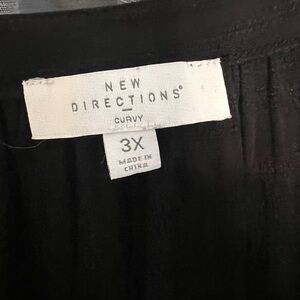 NEW
DIRECTIONS®
CURVY
3X
MADE IN
CHINA